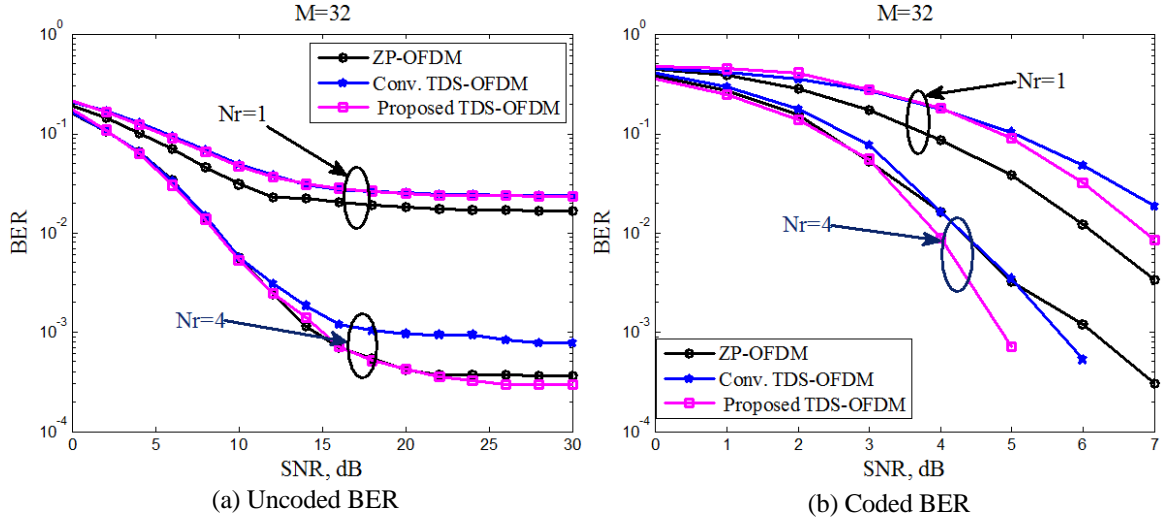 M=32
10^0
10^-1
10^-2
10^-3
10^-4
BER
0
5
10
15
20
25
30
SNR, dB
ZP-OFDM
Conv. TDS-OFDM
Proposed TDS-OFDM
Nr=1
Nr=4
(a) Uncoded BER
M=32
10^0
10^-1
10^-2
10^-3
10^-4
BER
0
1
2
3
4
5
6
7
SNR, dB
Nr=1
Nr=4
ZP-OFDM
Conv. TDS-OFDM
Proposed TDS-OFDM
(b) Coded BER